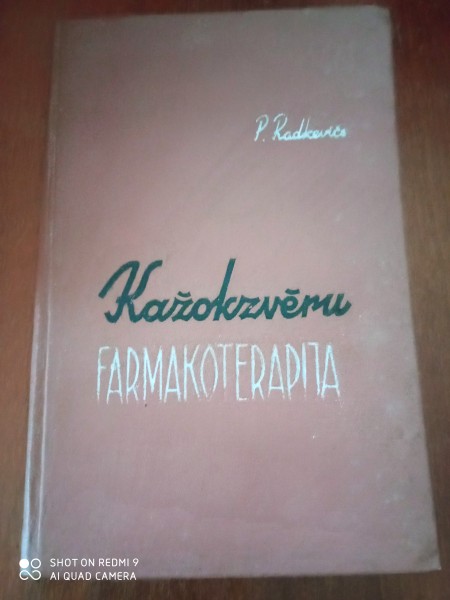 P. Radkevičs
Kažokzvēru
FARMAKOTERAPIJA
SHOT ON REDMI 9
AI QUAD CAMERA